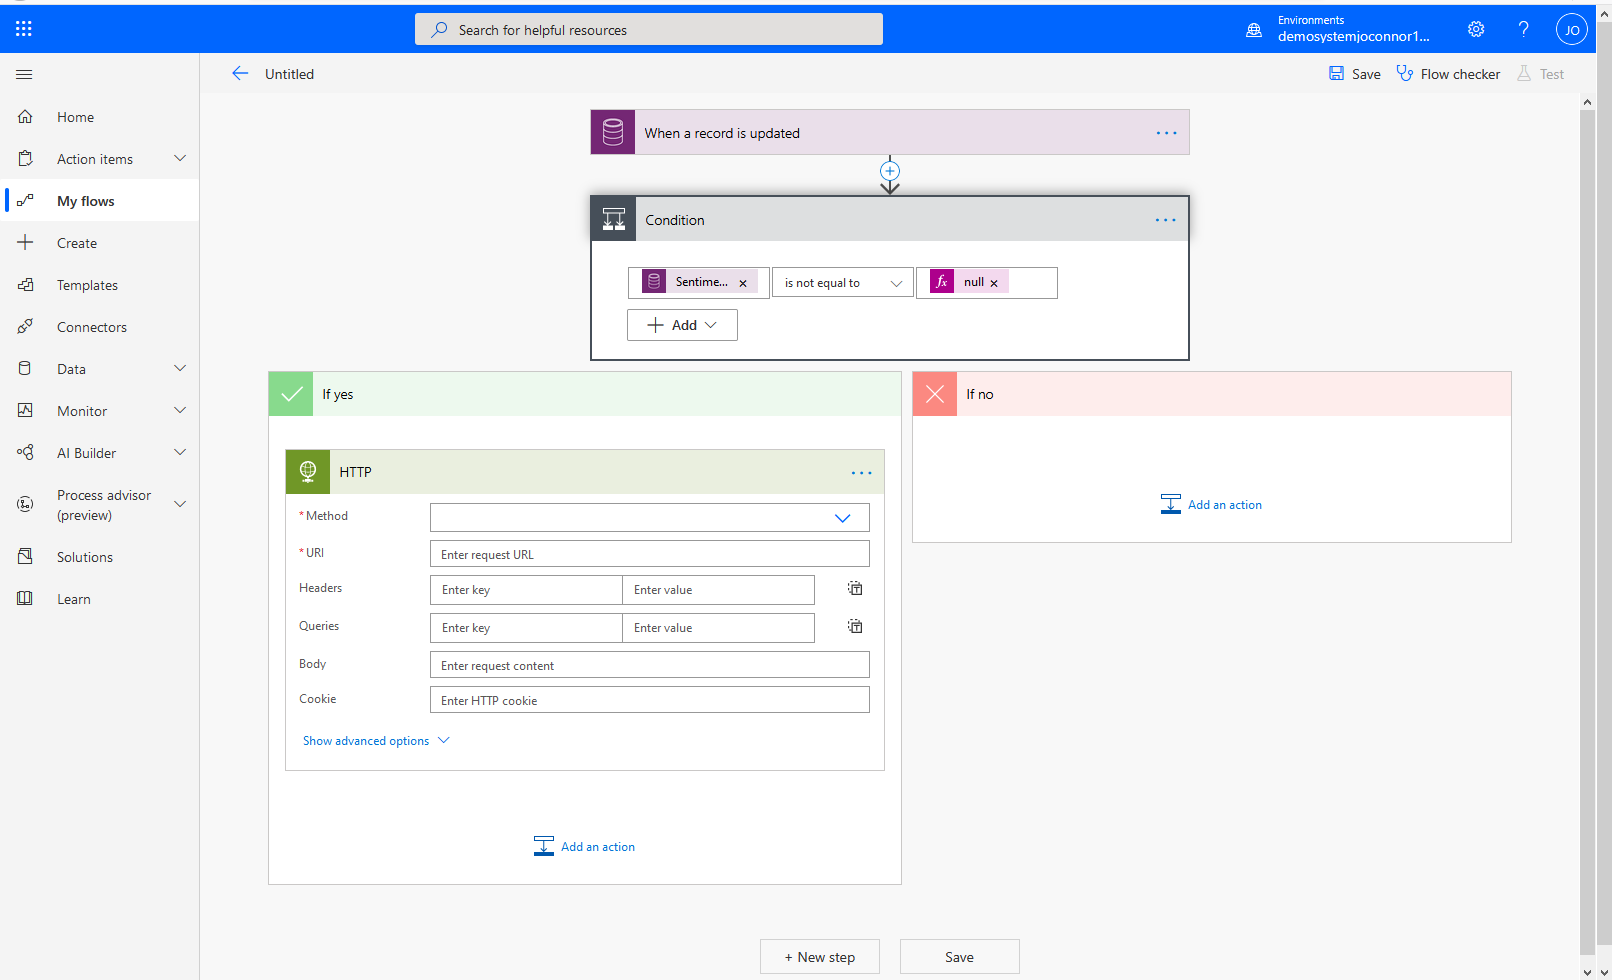 Search for helpful resources
Environments
demosystemjoconnor1...
?
JO
Untitled
Save
Flow checker
Test
Home
Action items
My flows
Create
Templates
Connectors
Data
Monitor
AI Builder
Process advisor
(preview)
Solutions
Learn
When a record is updated
Condition
Sentime... ×
is not equal to
fx null ×
+ Add
If yes
If no
HTTP
Add an action
* Method
* URI
Enter request URL
Headers
Enter key
Enter value
Queries
Enter key
Enter value
Body
Enter request content
Cookie
Enter HTTP cookie
Show advanced options
Add an action
+ New step
Save